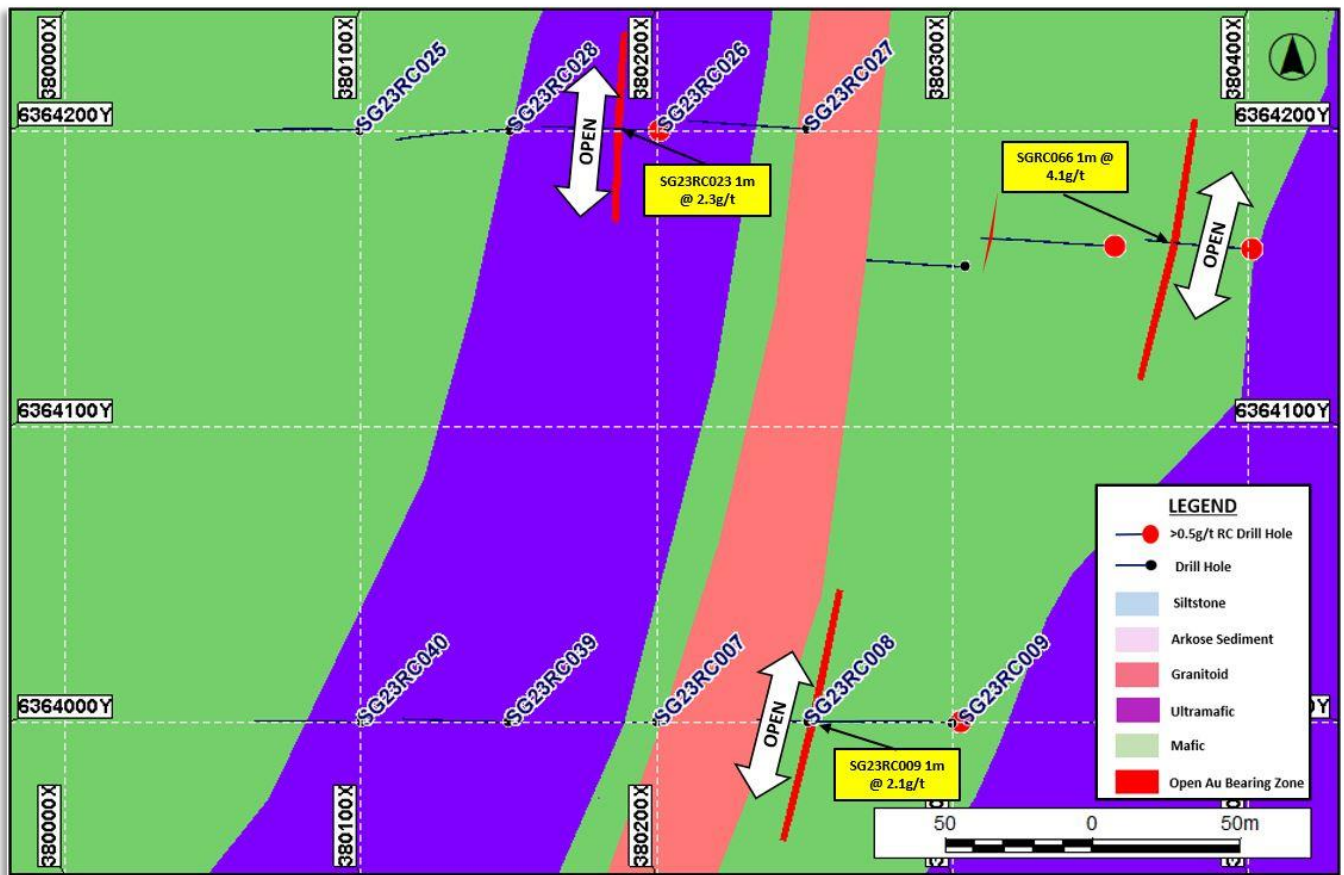 380000X
380100X
SG23RC025
SG23RC028
380200X
SG23RC026
SG23RC027
380300X
380400X
6364200Y
6364200Y
OPEN
SG23RC023 1m
@ 2.3g/t
SGRC066 1m @
4.1g/t
OPEN
6364100Y
6364100Y
LEGEND
>0.5g/t RC Drill Hole
Drill Hole
Siltstone
Arkose Sediment
Granitoid
Ultramafic
Mafic
Open Au Bearing Zone
SG23RC040
SG23RC039
SG23RC007
SG23RC008
SG23RC009
6364000Y
OPEN
SG23RC009 1m
@ 2.1g/t
380000X
380100X
380200X
50
0
50m